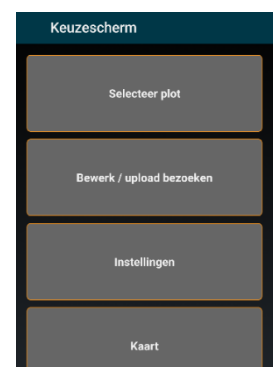 Keuzescherm
Selecteer plot
Bewerk / upload bezoeken
Instellingen
Kaart